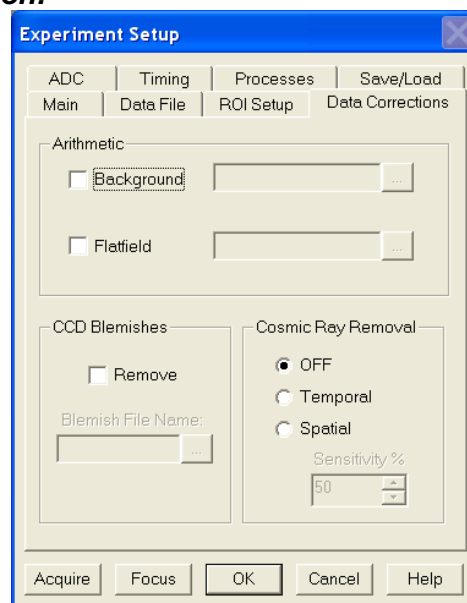 Experiment Setup
ADC Timing Processes Save/Load
Main Data File ROI Setup Data Corrections
Arithmetic
Background ...
Flatfield ...
CCD Blemishes
Remove
Blemish File Name:
...
Cosmic Ray Removal
OFF
Temporal
Spatial
Sensitivity %
50
Acquire Focus OK Cancel Help